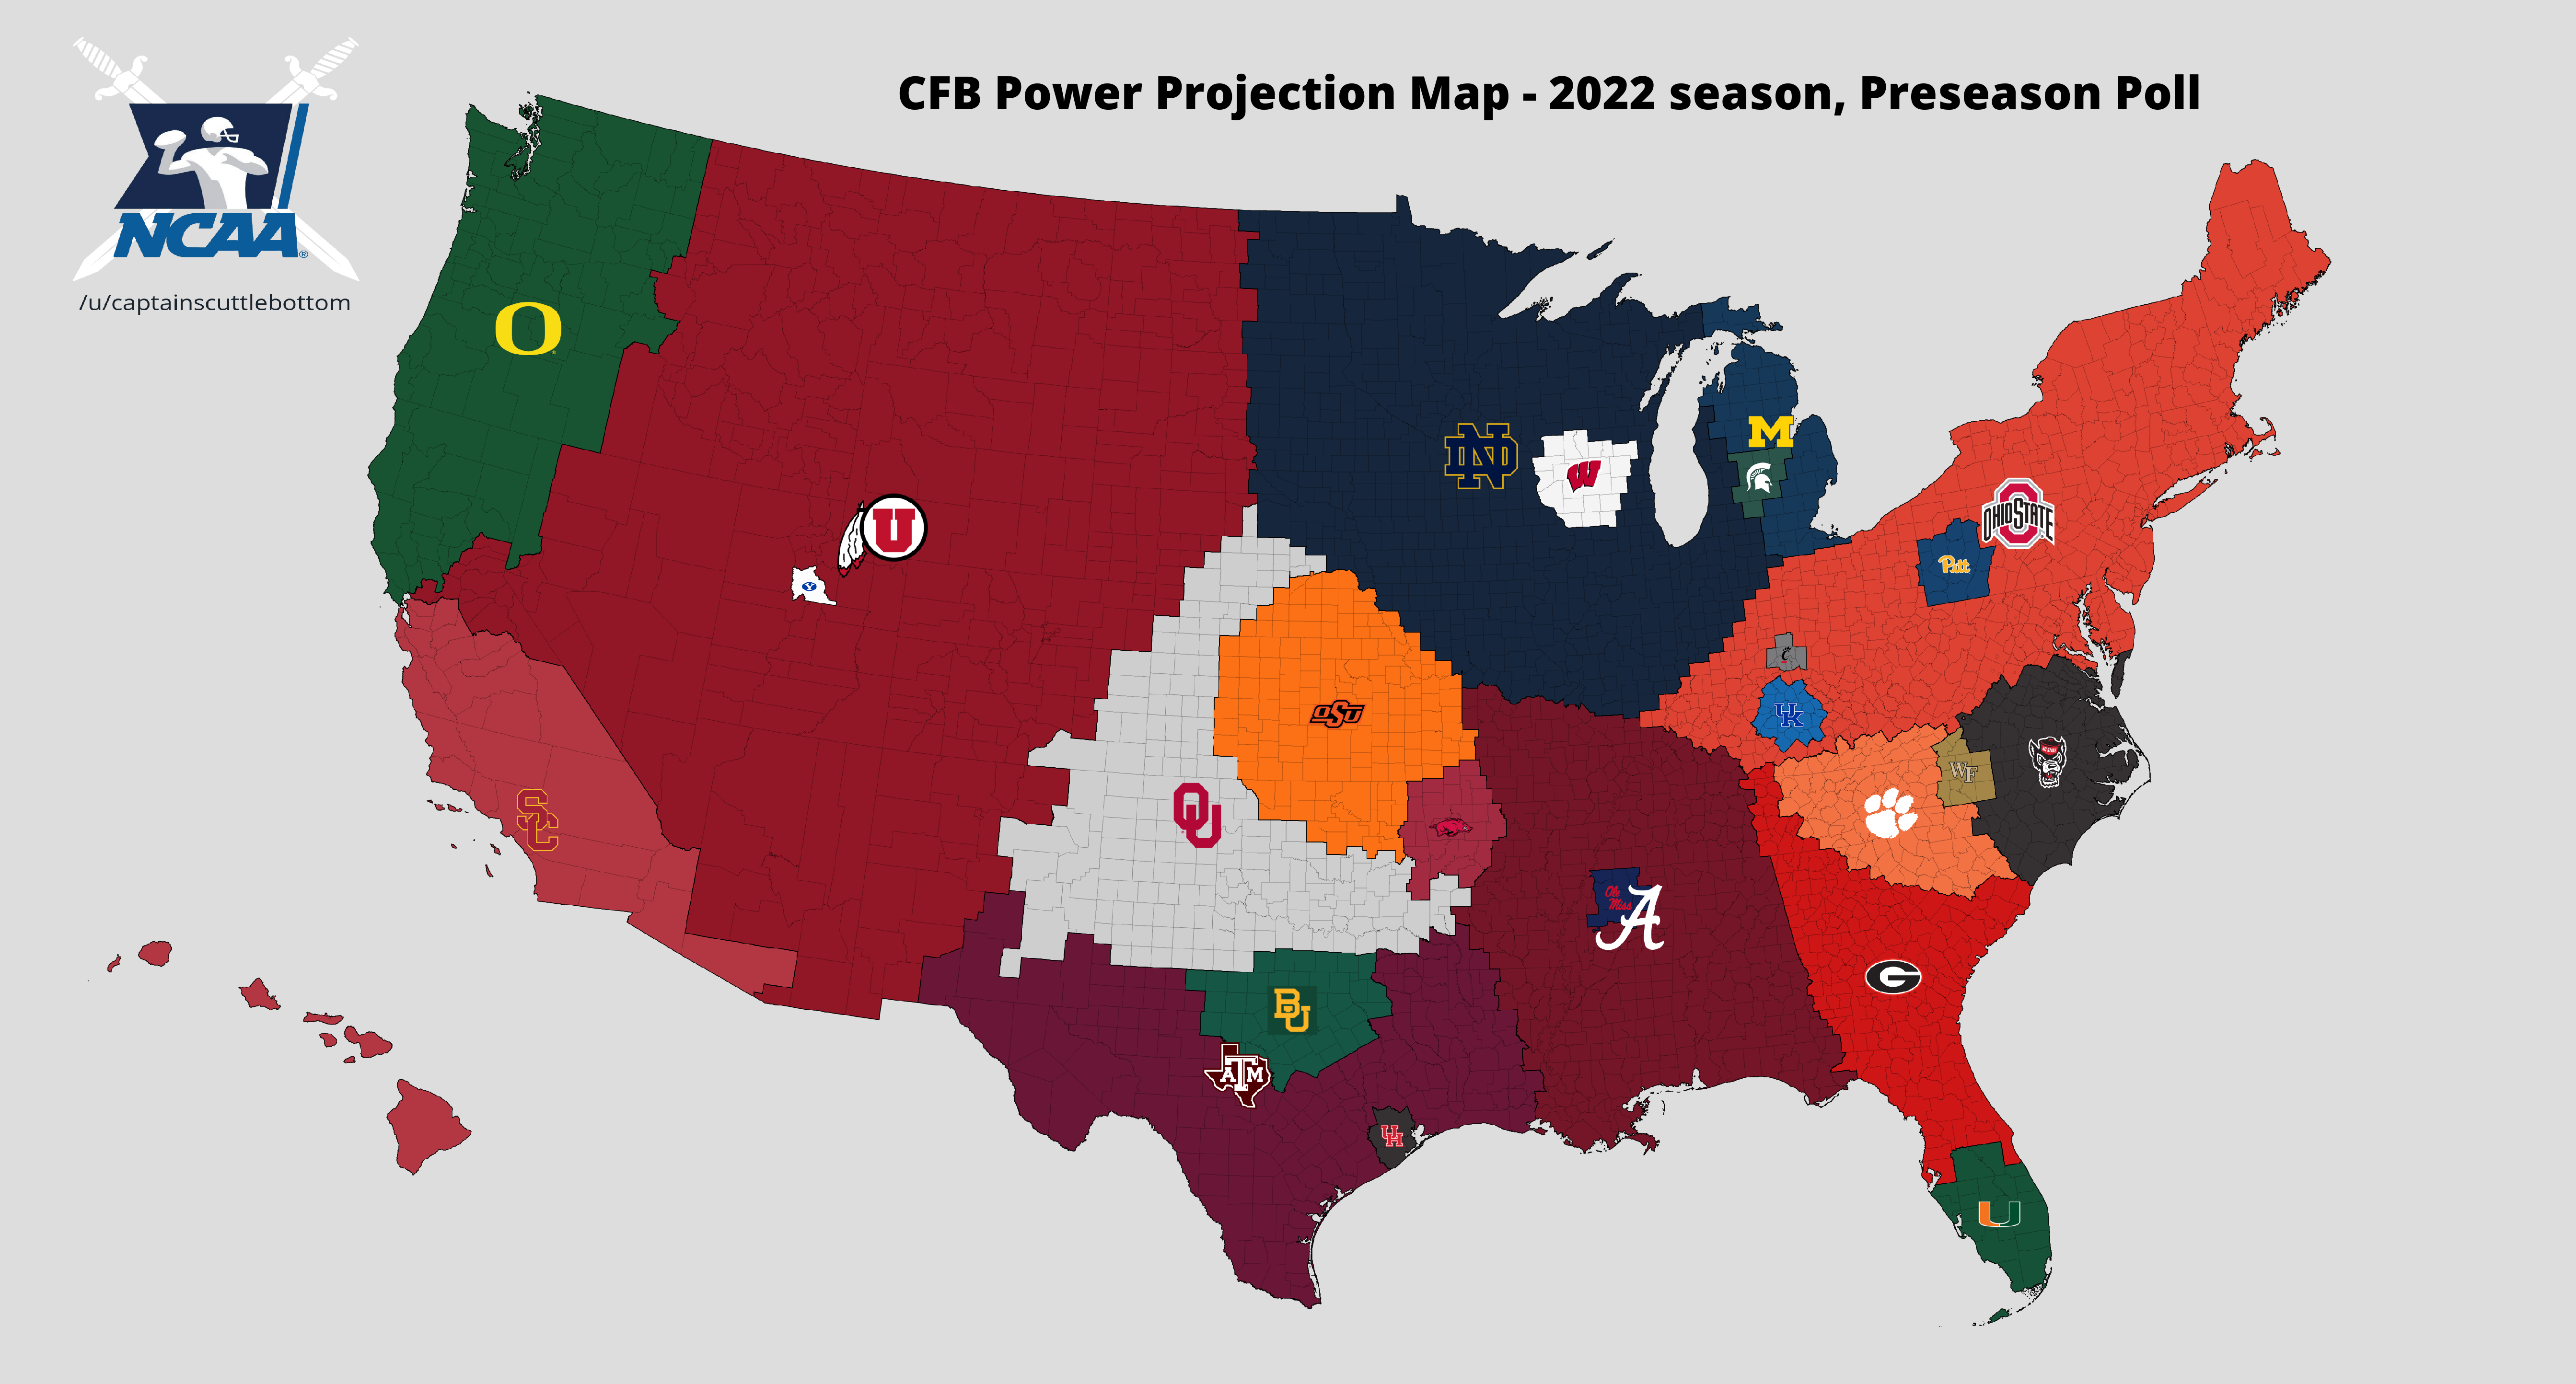 CFB Power Projection Map - 2022 season, Preseason Poll
NCAA®
/u/captainscuttlebottom
O
M
ND
W
U
OHIO STATE
Pitt
Y
C
OSU
UK
WF
OU
SC
Ole
Miss
A
G
BU
ATM
UH
U